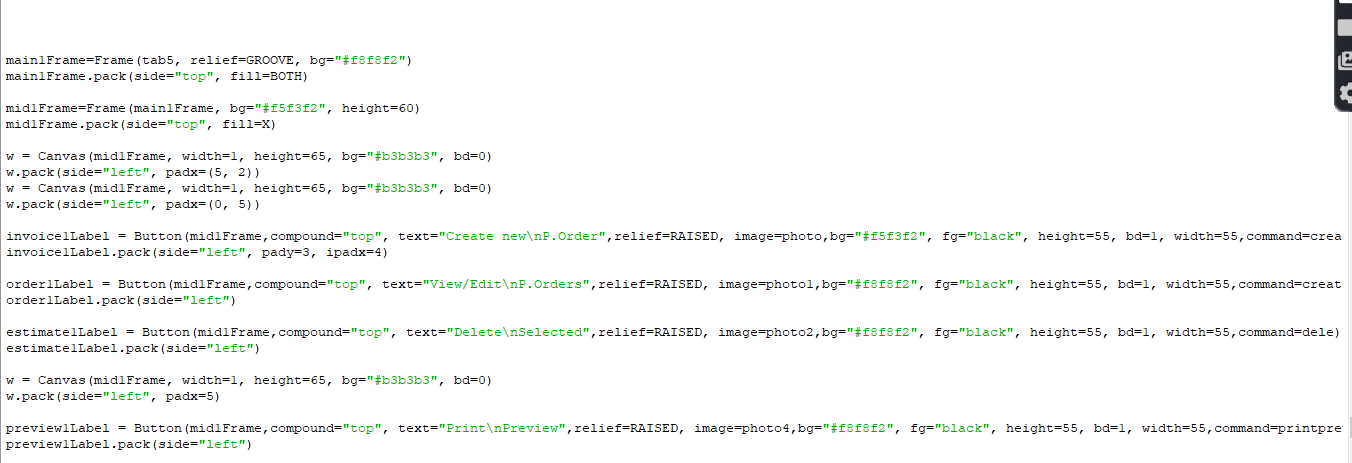 main1Frame=Frame(tab5, relief=GROOVE, bg="#f8f8f2")
main1Frame.pack(side="top", fill=BOTH)
mid1Frame=Frame(main1Frame, bg="#f5f3f2", height=60)
mid1Frame.pack(side="top", fill=X)
w = Canvas(mid1Frame, width=1, height=65, bg="#b3b3b3", bd=0)
w.pack(side="left", padx=(5, 2))
w = Canvas(mid1Frame, width=1, height=65, bg="#b3b3b3", bd=0)
w.pack(side="left", padx=(0, 5))
invoice1Label = Button(mid1Frame,compound="top", text="Create new\nP.Order",relief=RAISED, image=photo,bg="#f5f3f2", fg="black", height=55, bd=1, width=55,command=crea
invoice1Label.pack(side="left", pady=3, ipadx=4)
order1Label = Button(mid1Frame,compound="top", text="View/Edit\nP.Orders",relief=RAISED, image=photo1,bg="#f8f8f2", fg="black", height=55, bd=1, width=55,command=creat
order1Label.pack(side="left")
estimate1Label = Button(mid1Frame,compound="top", text="Delete\nSelected",relief=RAISED, image=photo2,bg="#f8f8f2", fg="black", height=55, bd=1, width=55,command=dele)
estimate1Label.pack(side="left")
w = Canvas(mid1Frame, width=1, height=65, bg="#b3b3b3", bd=0)
w.pack(side="left", padx=5)
preview1Label = Button(mid1Frame,compound="top", text="Print\nPreview",relief=RAISED, image=photo4,bg="#f8f8f2", fg="black", height=55, bd=1, width=55,command=printpre
preview1Label.pack(side="left")